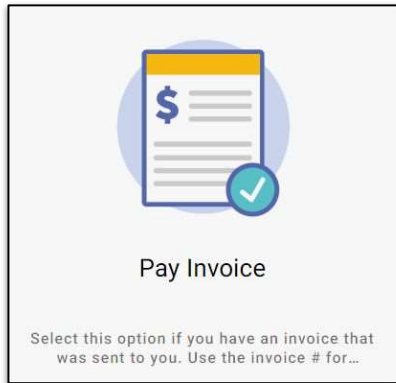 $
Pay Invoice
Select this option if you have an invoice that
was sent to you. Use the invoice # for…